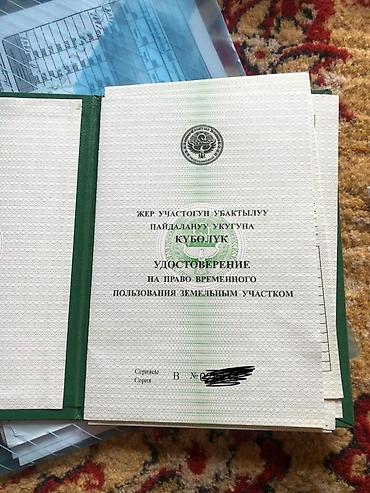 ЖЕР УЧАСТОГУН УБАКТЫЛУУ
ПАЙДАЛАНУУ УКУГУНА
КҮБӨЛҮК
УДОСТОВЕРЕНИЕ
НА ПРАВО ВРЕМЕННОГО
ПОЛЬЗОВАНИЯ ЗЕМЕЛЬНЫМ УЧАСТКОМ
Сериясы
Серия В №